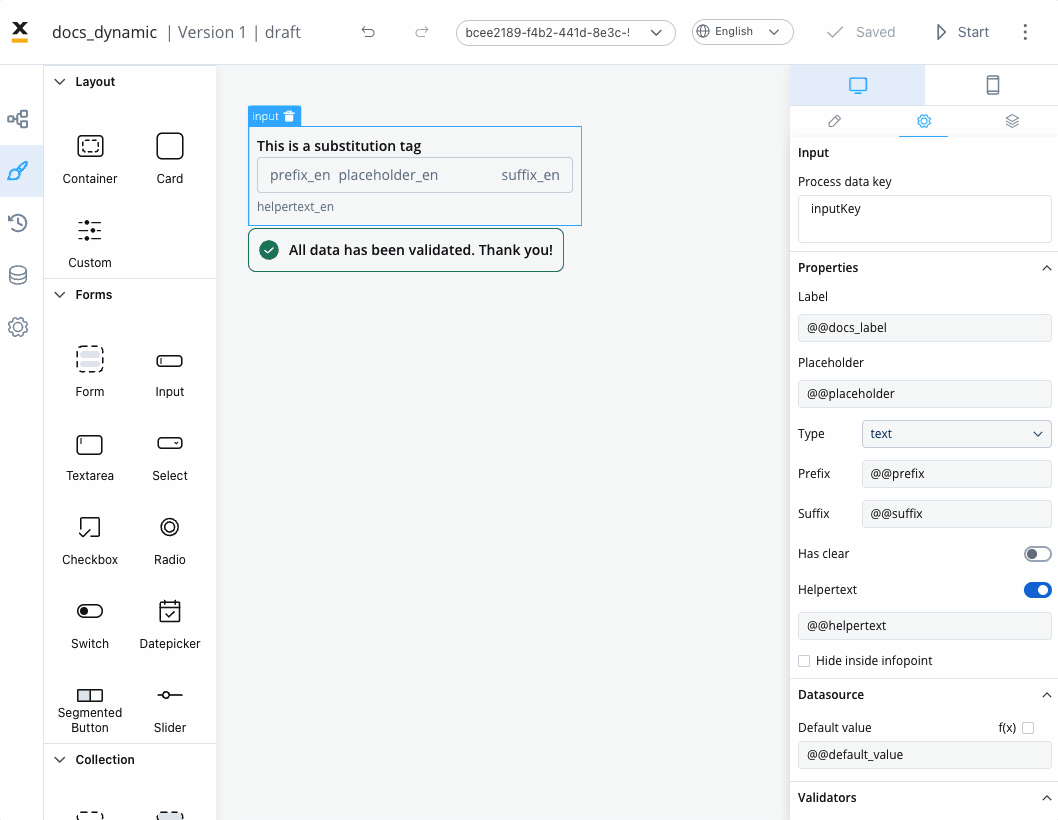 docs_dynamic | Version 1 | draft
bcee2189-f4b2-441d-8e3c-!
English
Saved
Start
Layout
Container
Card
Custom
Forms
Form
Input
Textarea
Select
Checkbox
Radio
Switch
Datepicker
Segmented
Button
Slider
Collection
input
This is a substitution tag
prefix_en placeholder_en suffix_en
helpertext_en
All data has been validated. Thank you!
Input
Process data key
inputKey
Properties
Label
@@docs_label
Placeholder
@@placeholder
Type text
Prefix @@prefix
Suffix @@suffix
Has clear
Helpertext
@@helpertext
Hide inside infopoint
Datasource
Default value f(x)
@@default_value
Validators